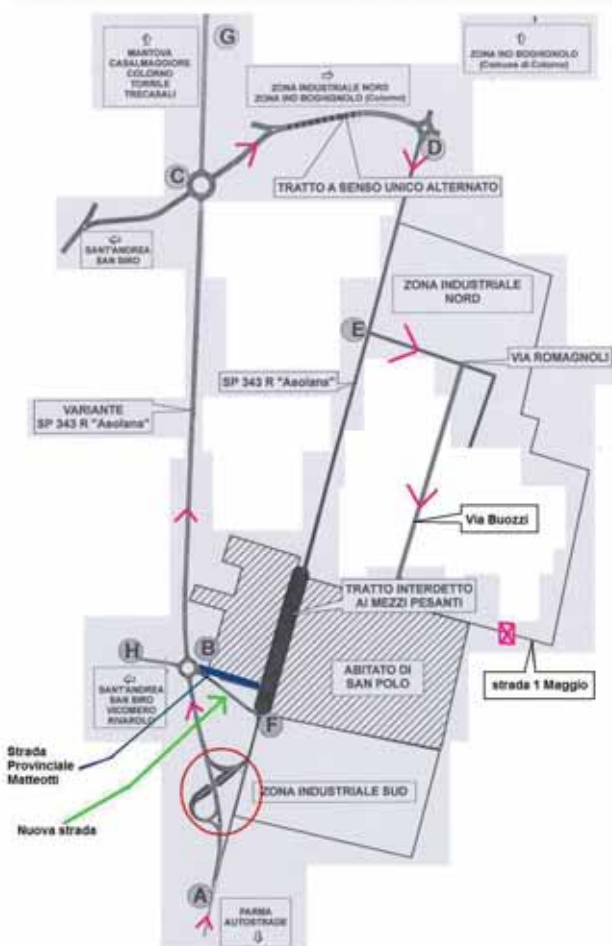 G
MANTOVA
CASALMAGGIORE
COLORNO
TORRILE
TRECASALI
ZONA IND BOGHIGNOLO
(Comune di Colorno)
ZONA INDUSTRIALE NORD
ZONA IND BOGHIGNOLO (Colorno)
D
C
TRATTO A SENSO UNICO ALTERNATO
SANT'ANDREA
SAN SIRO
ZONA INDUSTRIALE
NORD
E
VIA ROMAGNOLI
SP 343 R "Asolana"
VARIANTE
SP 343 R "Asolana"
Via Buozzi
TRATTO INTERDETTO
AI MEZZI PESANTI
H
B
ABITATO DI
SAN POLO
strada 1 Maggio
SANT'ANDREA
SAN SIRO
VICOMERO
RIVAROLO
F
Strada
Provinciale
Matteotti
ZONA INDUSTRIALE SUD
Nuova strada
A
PARMA
AUTOSTRADE